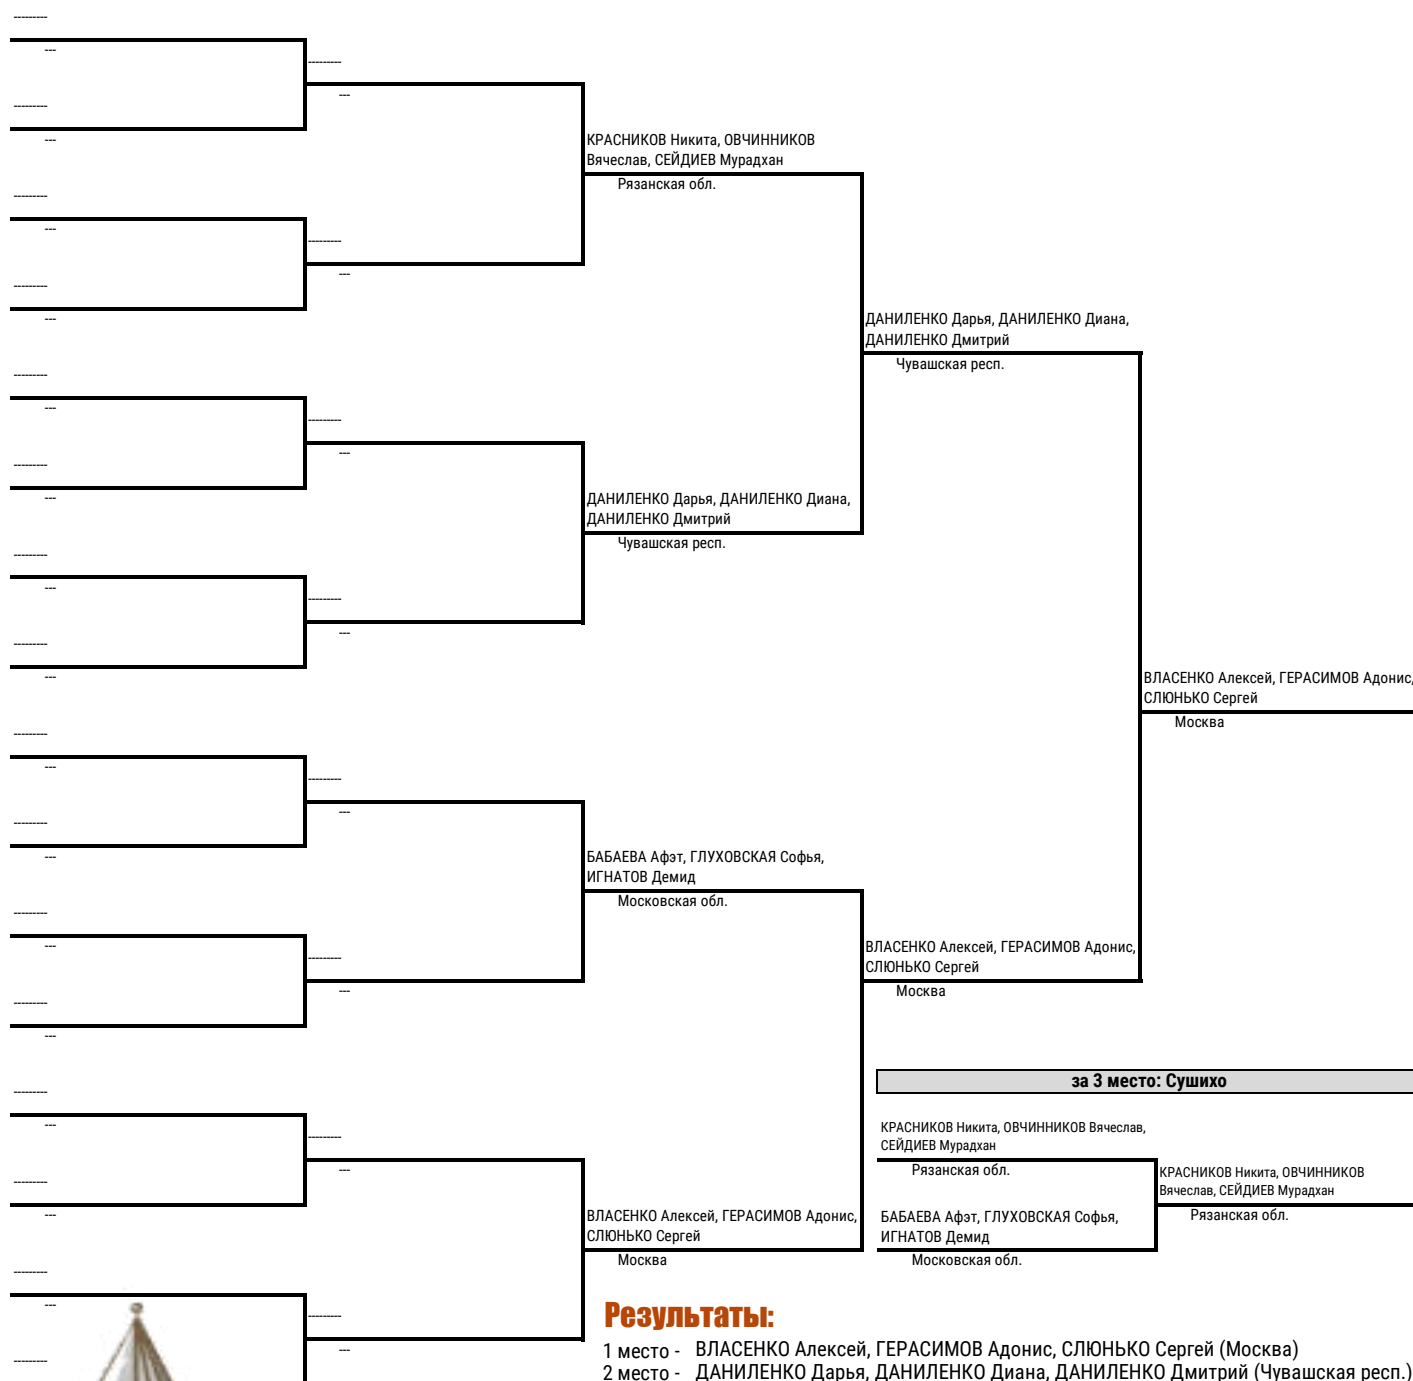 ---------
---
---------
---
---------
---
КРАСНИКОВ Никита, ОВЧИННИКОВ
Вячеслав, СЕЙДИЕВ Мурадхан
Рязанская обл.
---------
---
---------
---
---------
---
ДАНИЛЕНКО Дарья, ДАНИЛЕНКО Диана,
ДАНИЛЕНКО Дмитрий
Чувашская респ.
---------
---
---------
---
---------
---
ДАНИЛЕНКО Дарья, ДАНИЛЕНКО Диана,
ДАНИЛЕНКО Дмитрий
Чувашская респ.
---------
---
---------
---
---------
---
ВЛАСЕНКО Алексей, ГЕРАСИМОВ Адонис,
СЛЮНЬКО Сергей
Москва
---------
---
---------
---
---------
---
БАБАЕВА Афэт, ГЛУХОВСКАЯ Софья,
ИГНАТОВ Демид
Московская обл.
---------
---
---------
---
ВЛАСЕНКО Алексей, ГЕРАСИМОВ Адонис,
СЛЮНЬКО Сергей
Москва
---------
---
за 3 место: Сушихо
---------
---
---------
---
КРАСНИКОВ Никита, ОВЧИННИКОВ Вячеслав,
СЕЙДИЕВ Мурадхан
Рязанская обл.
КРАСНИКОВ Никита, ОВЧИННИКОВ
Вячеслав, СЕЙДИЕВ Мурадхан
Рязанская обл.
---------
---
ВЛАСЕНКО Алексей, ГЕРАСИМОВ Адонис,
СЛЮНЬКО Сергей
Москва
БАБАЕВА Афэт, ГЛУХОВСКАЯ Софья,
ИГНАТОВ Демид
Московская обл.
---------
---
---------
---
---------
Результаты:
1 место - ВЛАСЕНКО Алексей, ГЕРАСИМОВ Адонис, СЛЮНЬКО Сергей (Москва)
2 место - ДАНИЛЕНКО Дарья, ДАНИЛЕНКО Диана, ДАНИЛЕНКО Дмитрий (Чувашская респ.)